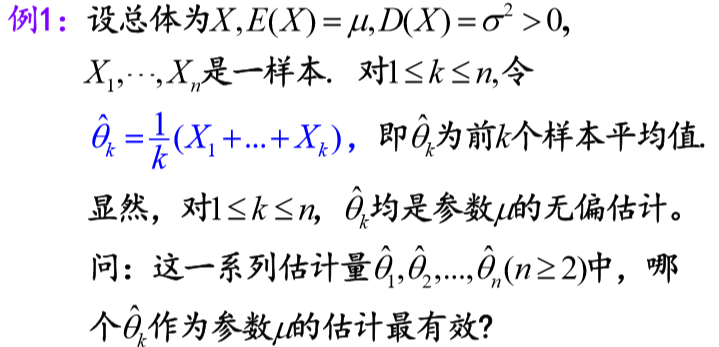 例1：设总体为X,E(X)=μ,D(X)=σ²>0,
X₁,⋯,Xₙ是一样本. 对1≤k≤n,令
θ̂ₖ=1/k(X₁+...+Xₖ)，即θ̂ₖ为前k个样本平均值.
显然，对1≤k≤n, θ̂ₖ均是参数μ的无偏估计。
问：这一系列估计量θ̂₁,θ̂₂,...,θ̂ₙ(n≥2)中，哪
个θ̂ₖ作为参数μ的估计最有效?